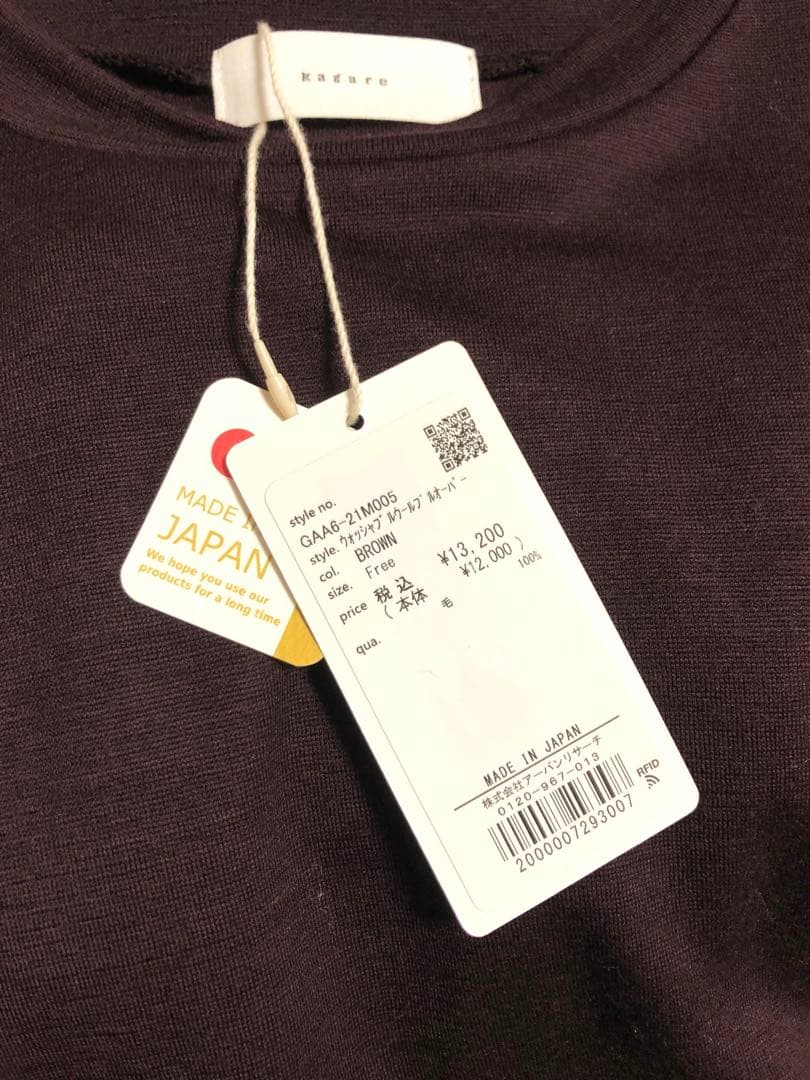 kagare
MADE IN
JAPAN
We hope you use our
products for a long time
style no.
GAA6-21M005
style. ｳｫｯｼｬﾌﾞﾙｳｰﾙﾌﾟﾙｵｰﾊﾞｰ
col. BROWN
size. Free
price 税込 ¥13,200
(本体 ¥12,000)
qua. 毛 100%
MADE IN JAPAN
株式会社アーバンリサーチ
0120-967-013
RFID
2000007293007